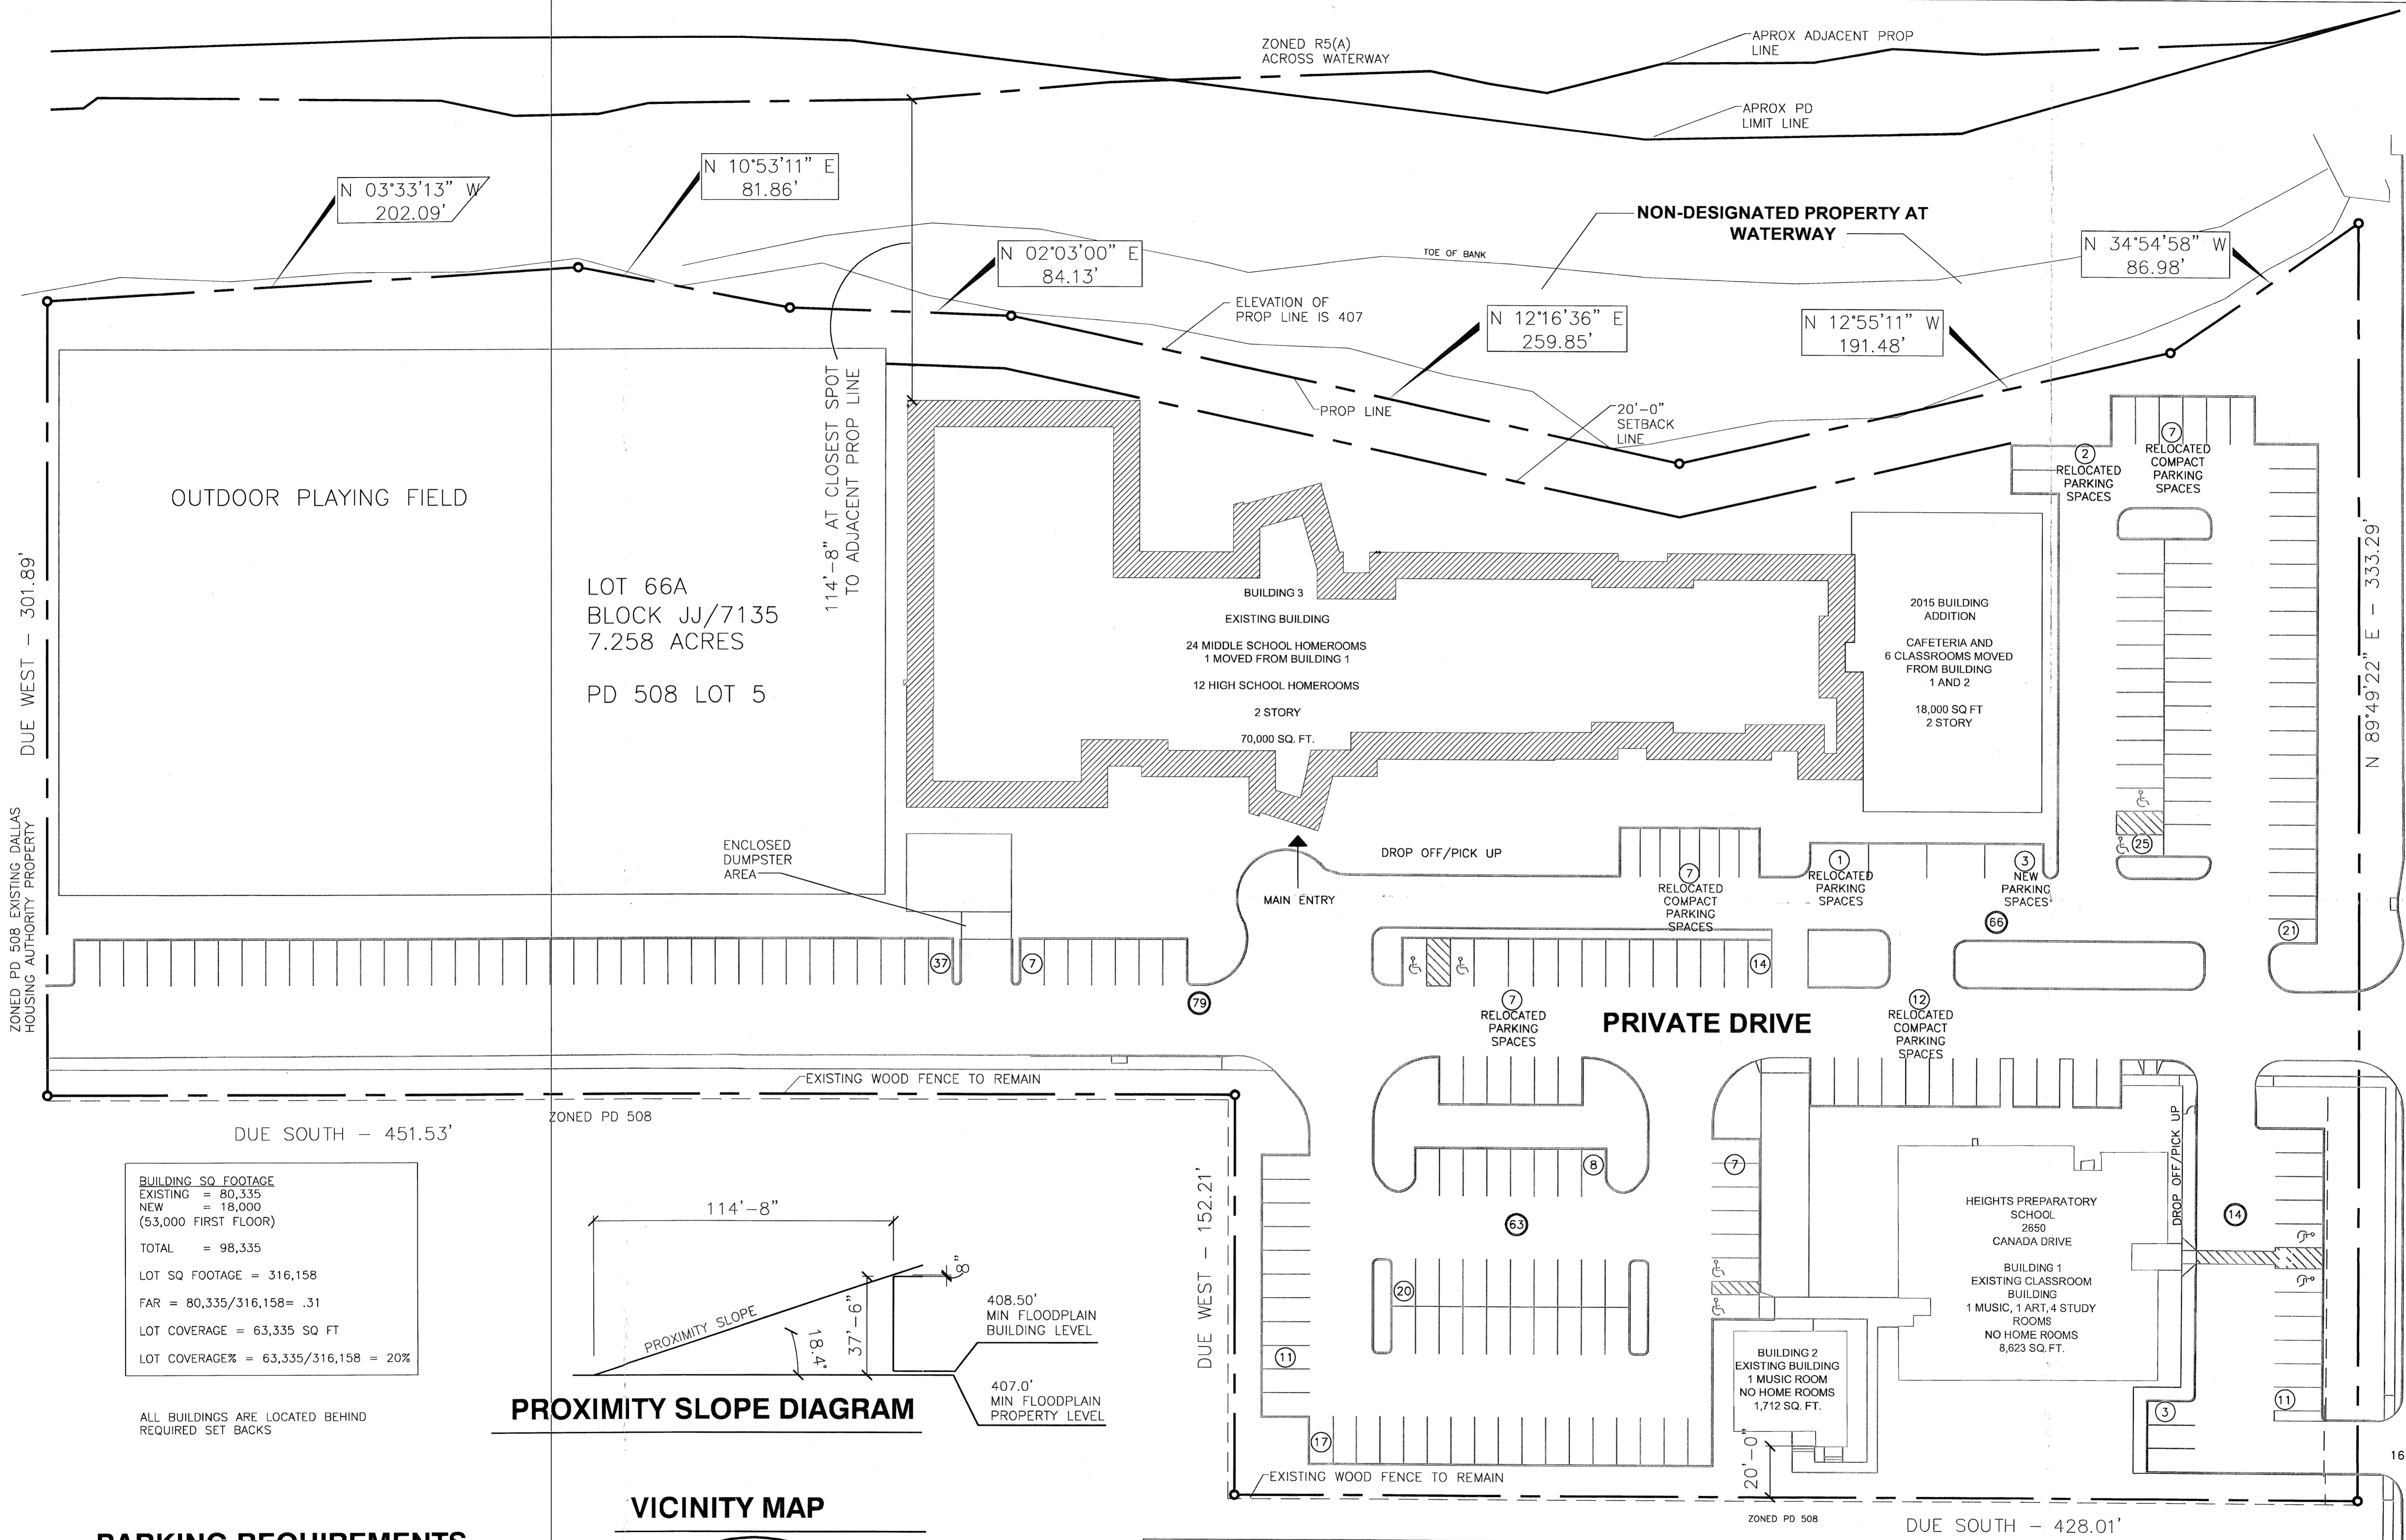 ZONED R5(A)
ACROSS WATERWAY
APROX ADJACENT PROP
LINE
APROX PD
LIMIT LINE
N 03°33'13" W
202.09'
N 10°53'11" E
81.86'
N 02°03'00" E
84.13'
NON-DESIGNATED PROPERTY AT
WATERWAY
TOE OF BANK
N 34°54'58" W
86.98'
ELEVATION OF
PROP LINE IS 407
N 12°16'36" E
259.85'
N 12°55'11" W
191.48'
PROP LINE
20'-0"
SETBACK
LINE
114'-8" AT CLOSEST SPOT
TO ADJACENT PROP LINE
OUTDOOR PLAYING FIELD
LOT 66A
BLOCK JJ/7135
7.258 ACRES
PD 508 LOT 5
DUE WEST - 301.89'
ZONED PD 508 EXISTING DALLAS
HOUSING AUTHORITY PROPERTY
BUILDING 3
EXISTING BUILDING
24 MIDDLE SCHOOL HOMEROOMS
1 MOVED FROM BUILDING 1
12 HIGH SCHOOL HOMEROOMS
2 STORY
70,000 SQ. FT.
2015 BUILDING
ADDITION
CAFETERIA AND
6 CLASSROOMS MOVED
FROM BUILDING
1 AND 2
18,000 SQ FT
2 STORY
2
RELOCATED
PARKING
SPACES
7
RELOCATED
COMPACT
PARKING
SPACES
N 89°49'22" E - 333.29'
25
21
ENCLOSED
DUMPSTER
AREA
MAIN ENTRY
DROP OFF/PICK UP
7
RELOCATED
COMPACT
PARKING
SPACES
1
RELOCATED
PARKING
SPACES
3
NEW
PARKING
SPACES
66
37
7
79
14
7
RELOCATED
PARKING
SPACES
PRIVATE DRIVE
12
RELOCATED
COMPACT
PARKING
SPACES
EXISTING WOOD FENCE TO REMAIN
ZONED PD 508
DUE SOUTH - 451.53'
BUILDING SQ FOOTAGE
EXISTING = 80,335
NEW = 18,000
(53,000 FIRST FLOOR)
TOTAL = 98,335
LOT SQ FOOTAGE = 316,158
FAR = 80,335/316,158= .31
LOT COVERAGE = 63,335 SQ FT
LOT COVERAGE% = 63,335/316,158 = 20%
ALL BUILDINGS ARE LOCATED BEHIND
REQUIRED SET BACKS
114'-8"
PROXIMITY SLOPE
18.4°
37'-6"
8"
408.50'
MIN FLOODPLAIN
BUILDING LEVEL
407.0'
MIN FLOODPLAIN
PROPERTY LEVEL
PROXIMITY SLOPE DIAGRAM
DUE WEST - 152.21'
8
7
63
20
11
17
DROP OFF/PICK UP
14
HEIGHTS PREPARATORY
SCHOOL
2650
CANADA DRIVE
BUILDING 1
EXISTING CLASSROOM
BUILDING
1 MUSIC, 1 ART, 4 STUDY
ROOMS
NO HOME ROOMS
8,623 SQ. FT.
BUILDING 2
EXISTING BUILDING
1 MUSIC ROOM
NO HOME ROOMS
1,712 SQ. FT.
3
11
16
20'-0"
EXISTING WOOD FENCE TO REMAIN
ZONED PD 508
DUE SOUTH - 428.01'
VICINITY MAP
PARKING REQUIREMENTS